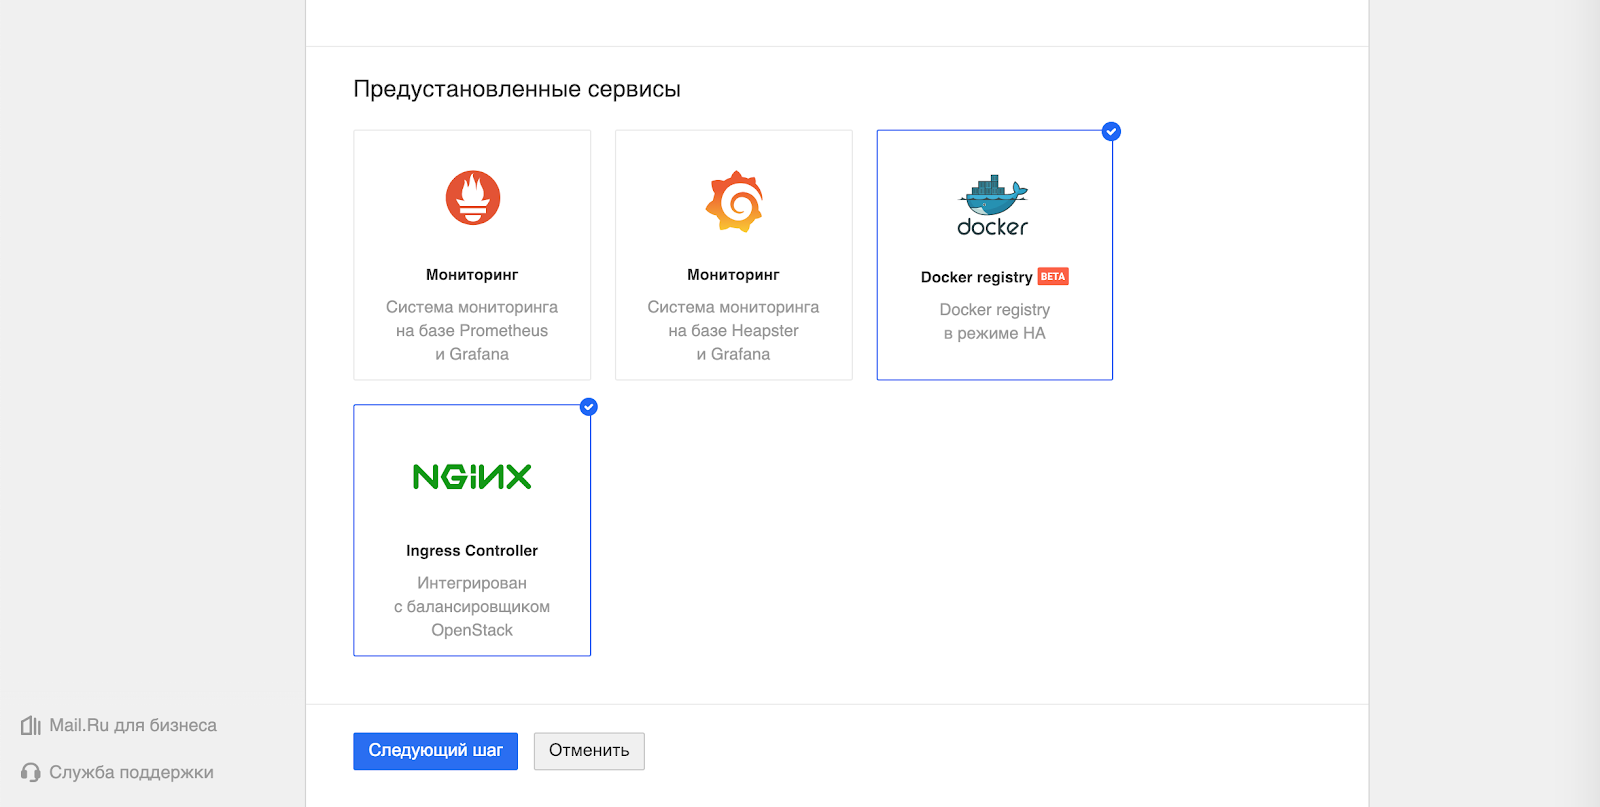 Предустановленные сервисы
Мониторинг
Система мониторинга
на базе Prometheus
и Grafana
Мониторинг
Система мониторинга
на базе Heapster
и Grafana
docker
Docker registry BETA
Docker registry
в режиме HA
NGiИX
Ingress Controller
Интегрирован
с балансировщиком
OpenStack
Mail.Ru для бизнеса
Служба поддержки
Следующий шаг
Отменить